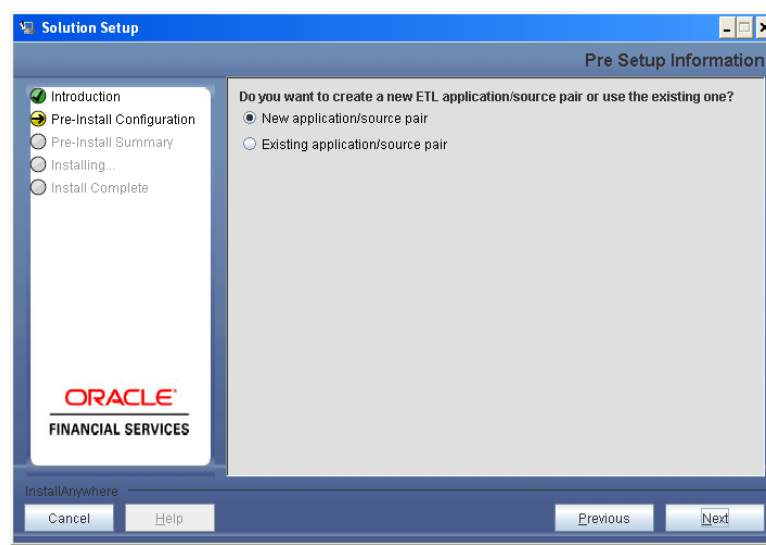 Solution Setup
Pre Setup Information
Introduction
Pre-Install Configuration
Pre-Install Summary
Installing...
Install Complete
ORACLE
FINANCIAL SERVICES
Do you want to create a new ETL application/source pair or use the existing one?
New application/source pair
Existing application/source pair
InstallAnywhere
Cancel
Help
Previous
Next